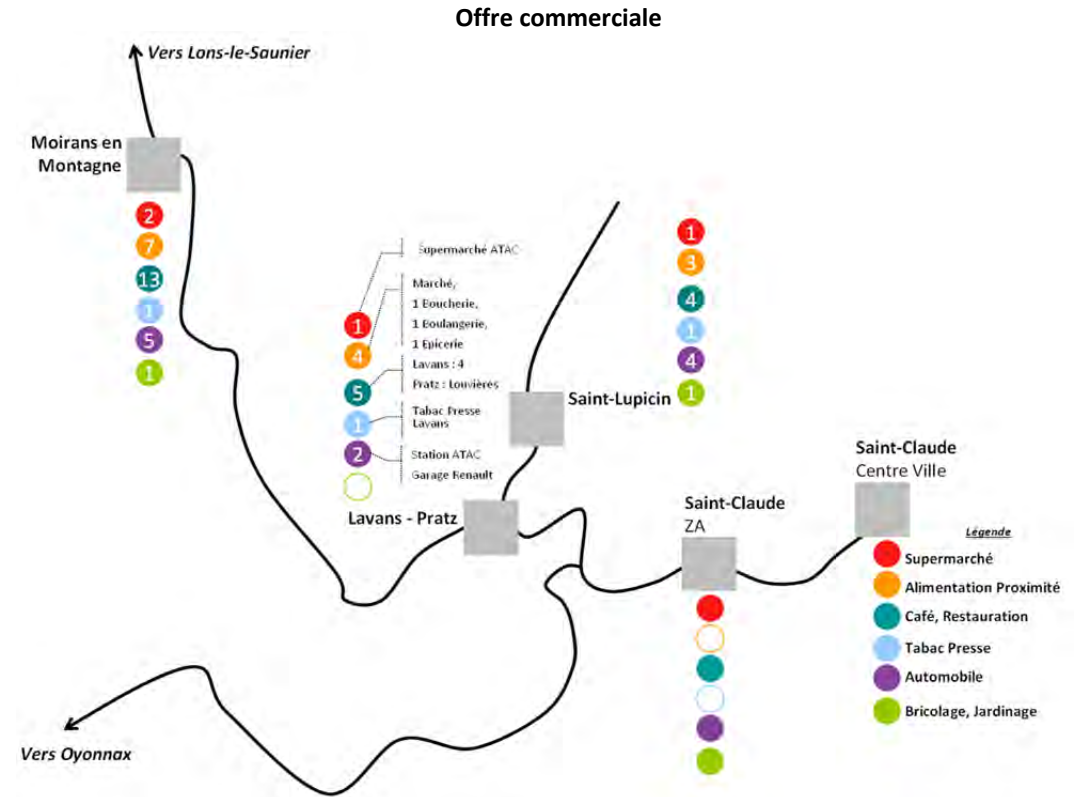 Offre commerciale
Vers Lons-le-Saunier
Moirans en
Montagne
2
7
13
1
5
1
Supermarché ATAC
Marché,
1 Boucherie,
1 Boulangerie,
1 Epicerie
Lavans : 4
Pratz : Louvières
Tabac Presse
Lavans
Station ATAC
Garage Renault
1
4
5
1
2
Lavans - Pratz
1
3
4
1
4
1
Saint-Lupicin
Saint-Claude
ZA
Saint-Claude
Centre Ville
Légende
Supermarché
Alimentation Proximité
Café, Restauration
Tabac Presse
Automobile
Bricolage, Jardinage
Vers Oyonnax